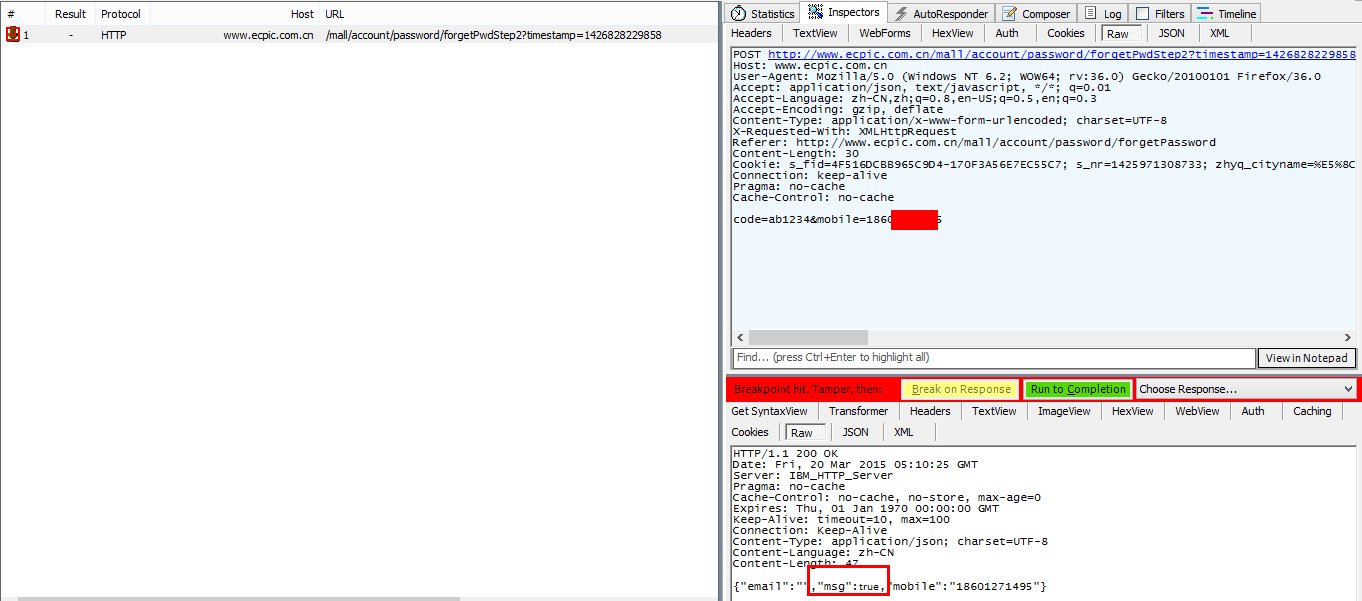 # Result Protocol Host URL
1 - HTTP www.ecpic.com.cn /mall/account/password/forgetPwdStep2?timestamp=1426828229858
Statistics Inspectors AutoResponder Composer Log Filters Timeline
Headers TextView WebForms HexView Auth Cookies Raw JSON XML
POST http://www.ecpic.com.cn/mall/account/password/forgetPwdStep2?timestamp=1426828229858
Host: www.ecpic.com.cn
User-Agent: Mozilla/5.0 (Windows NT 6.2; WOW64; rv:36.0) Gecko/20100101 Firefox/36.0
Accept: application/json, text/javascript, */*; q=0.01
Accept-Language: zh-CN,zh;q=0.8,en-US;q=0.5,en;q=0.3
Accept-Encoding: gzip, deflate
Content-Type: application/x-www-form-urlencoded; charset=UTF-8
X-Requested-With: XMLHttpRequest
Referer: http://www.ecpic.com.cn/mall/account/password/forgetPassword
Content-Length: 30
Cookie: s_fid=4F516DCBB965C9D4-170F3A56E7EC55C7; s_nr=1425971308733; zhyq_cityname=%E5%8C
Connection: keep-alive
Pragma: no-cache
Cache-Control: no-cache
code=ab1234&mobile=1860
Find... (press Ctrl+Enter to highlight all) View in Notepad
Breakpoint hit. Tamper, then: Break on Response Run to Completion Choose Response...
Get SyntaxView Transformer Headers TextView ImageView HexView WebView Auth Caching
Cookies Raw JSON XML
HTTP/1.1 200 OK
Date: Fri, 20 Mar 2015 05:10:25 GMT
Server: IBM_HTTP_Server
Pragma: no-cache
Cache-Control: no-cache, no-store, max-age=0
Expires: Thu, 01 Jan 1970 00:00:00 GMT
Keep-Alive: timeout=10, max=100
Connection: Keep-Alive
Content-Type: application/json; charset=UTF-8
Content-Language: zh-CN
Content-Length: 47
{"email":"","msg":true,"mobile":"18601271495"}